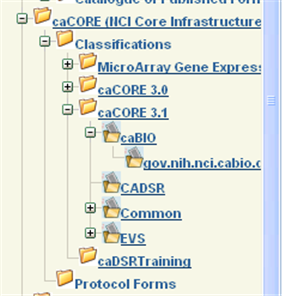 Catalogue of Published Form
caCORE (NCI Core Infrastructure
Classifications
MicroArray Gene Express
caCORE 3.0
caCORE 3.1
caBIO
gov.nih.nci.cabio.c
CADSR
Common
EVS
caDSRTraining
Protocol Forms